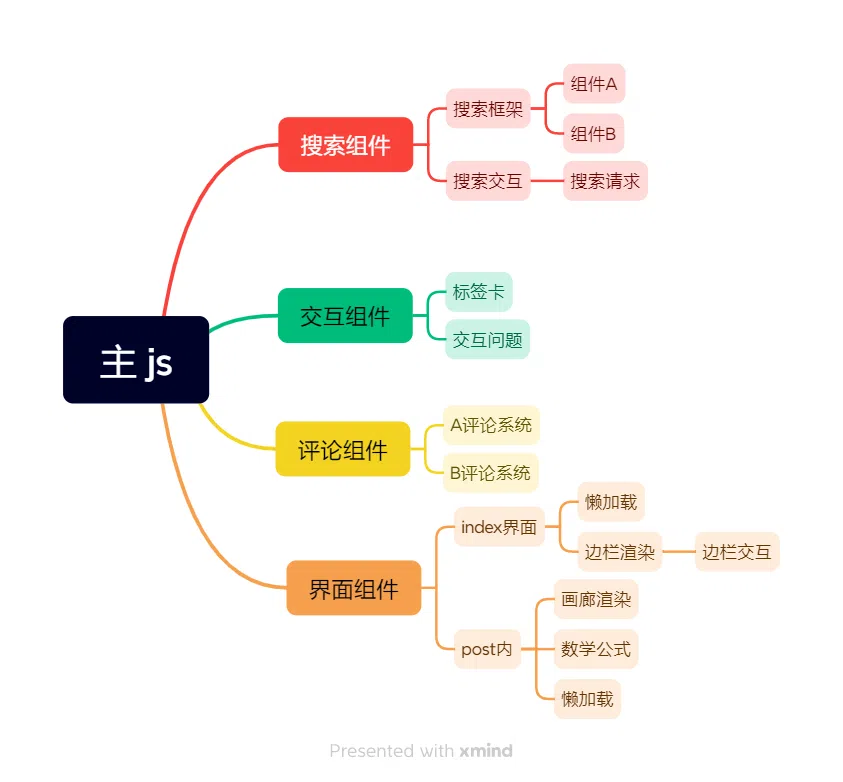 主 js
搜索组件
搜索框架
组件A
组件B
搜索交互
搜索请求
交互组件
标签卡
交互问题
评论组件
A评论系统
B评论系统
界面组件
index界面
懒加载
边栏渲染
边栏交互
post内
画廊渲染
数学公式
懒加载
Presented with xmind